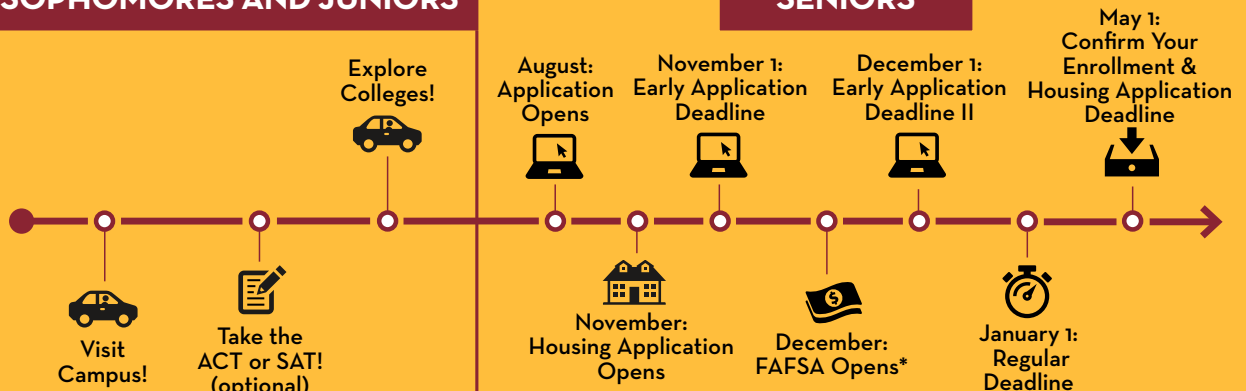 SOPHOMORES AND JUNIORS
SENIORS
Explore
Colleges!
Visit
Campus!
Take the
ACT or SAT!
(optional)
August:
Application
Opens
November:
Housing Application
Opens
November 1:
Early Application
Deadline
December:
FAFSA Opens*
December 1:
Early Application
Deadline II
January 1:
Regular
Deadline
May 1:
Confirm Your
Enrollment &
Housing Application
Deadline
$